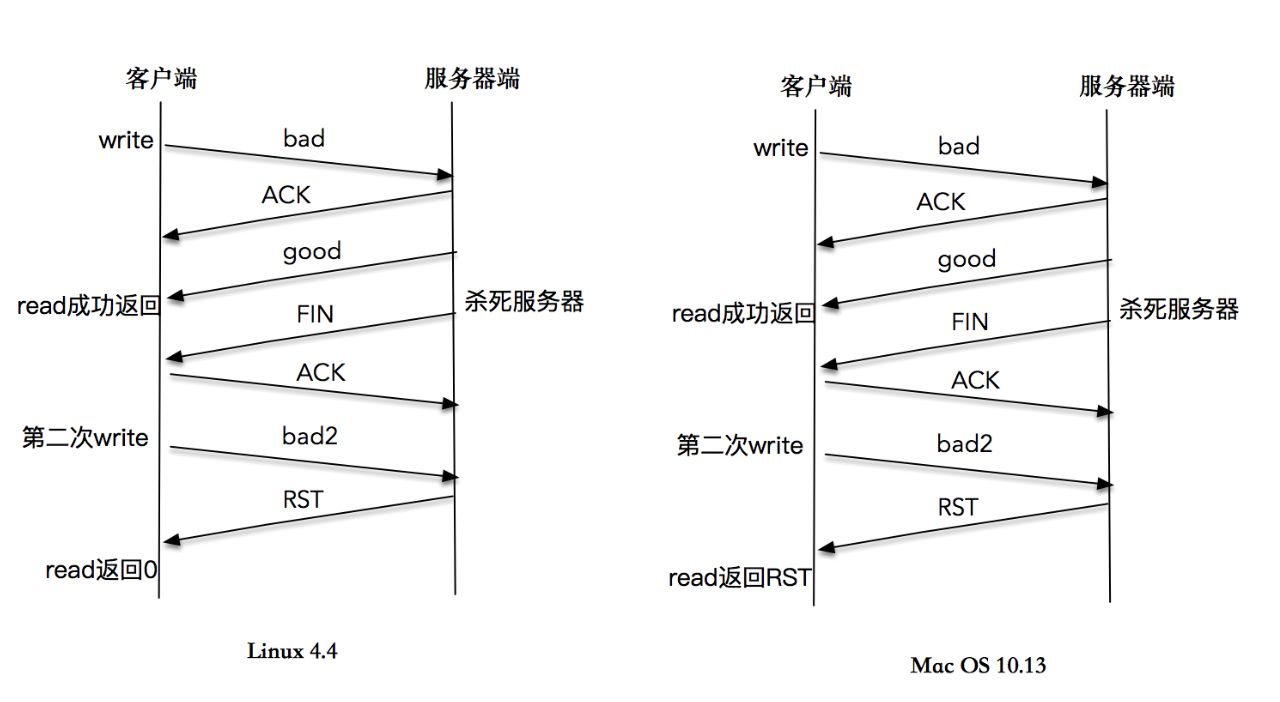 客户端
服务器端
write
bad
ACK
good
read成功返回
杀死服务器
FIN
ACK
第二次write
bad2
RST
read返回0
Linux 4.4
客户端
服务器端
write
bad
ACK
good
read成功返回
杀死服务器
FIN
ACK
第二次write
bad2
RST
read返回RST
Mac OS 10.13